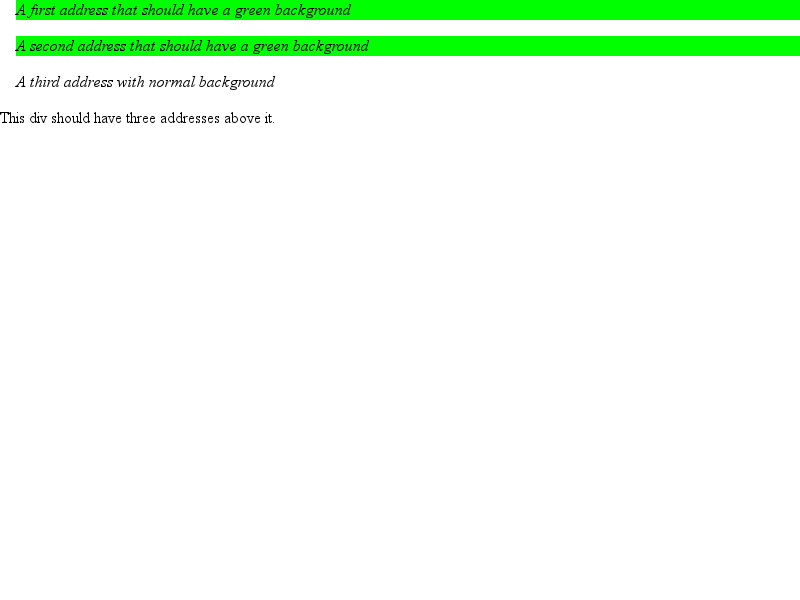 A first address that should have a green background
A second address that should have a green background
A third address with normal background
This div should have three addresses above it.